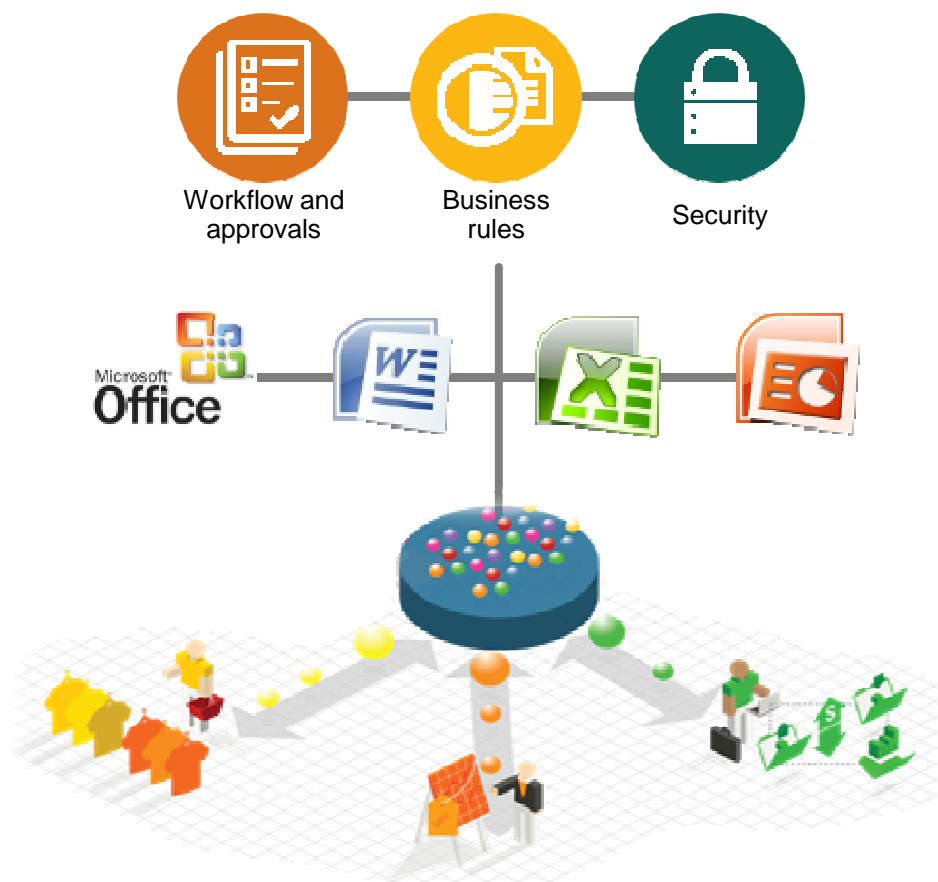 Workflow and
approvals
Business
rules
Security
Microsoft
Office
W
X
$